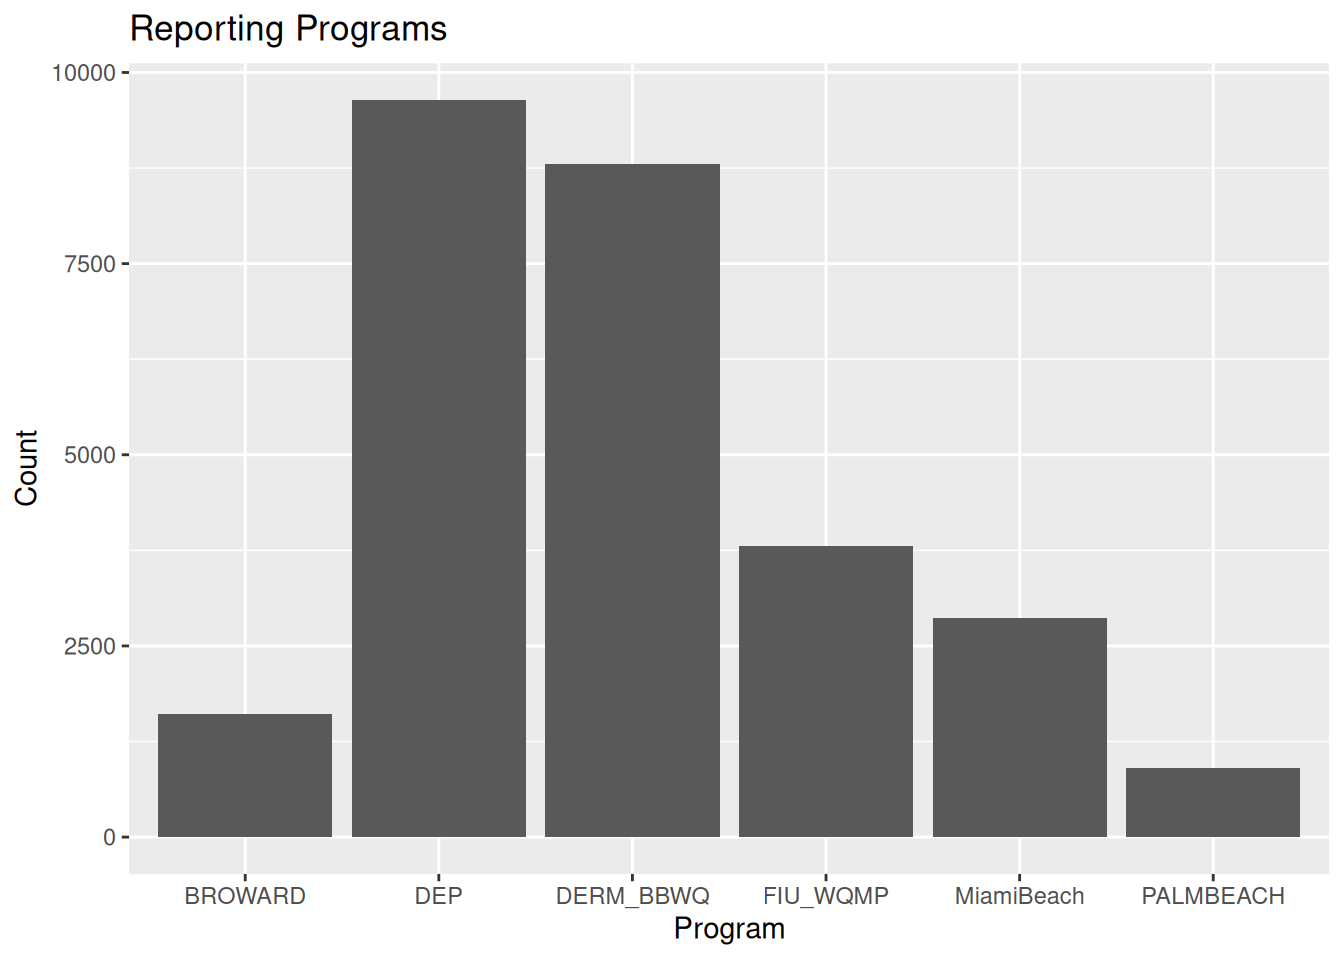 Reporting Programs
10000
7500
5000
2500
0
Count
BROWARD DEP DERM_BBWQ FIU_WQMP MiamiBeach PALMBEACH
Program